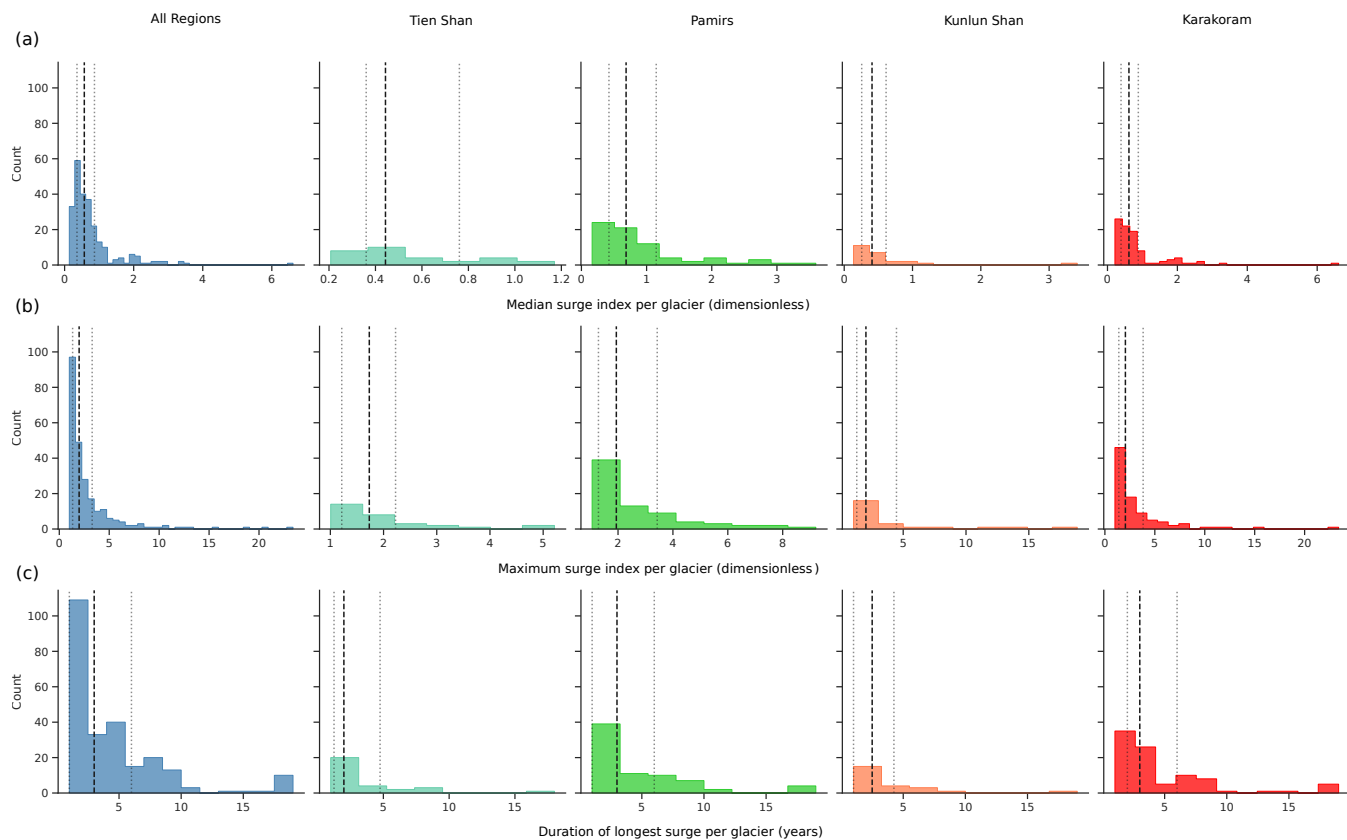 All Regions Tien Shan Pamirs Kunlun Shan Karakoram
(a)
Count
100
80
60
40
20
0
0 2 4 6 0.2 0.4 0.6 0.8 1.0 1.2 0 1 2 3 0 1 2 3 0 2 4 6
Median surge index per glacier (dimensionless)
(b)
Count
100
80
60
40
20
0
0 5 10 15 20 1 2 3 4 5 2 4 6 8 5 10 15 0 5 10 15 20
Maximum surge index per glacier (dimensionless)
(c)
Count
100
80
60
40
20
0
5 10 15 5 10 15 5 10 15 5 10 15 5 10 15
Duration of longest surge per glacier (years)